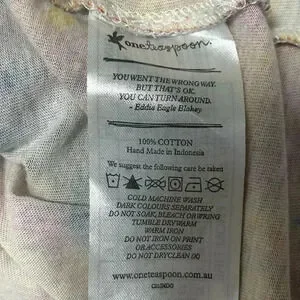 oneteaspoon.
YOU WENT THE WRONG WAY.
BUT THAT'S OK.
YOU CAN TURN AROUND.
- Eddie Eagle Blakey
100% COTTON
Hand Made in Indonesia
We suggest the following care be taken
COLD MACHINE WASH
DARK COLOURS SEPARATELY
DO NOT SOAK, BLEACH OR WRING
TUMBLE DRY WARM
WARM IRON
DO NOT IRON ON PRINT
OR ACCESSORIES
DO NOT DRYCLEAN
www.oneteaspoon.com.au